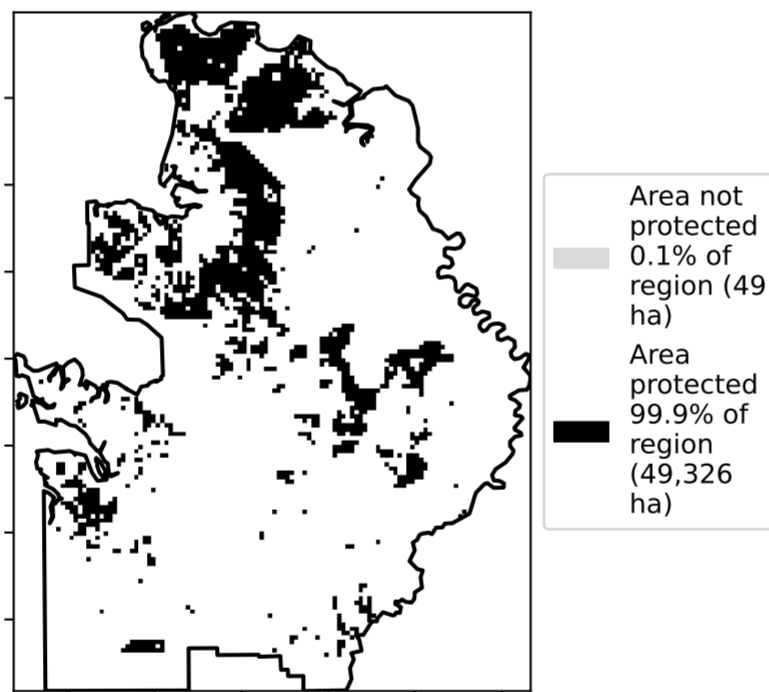 Area not
protected
0.1% of
region (49
ha)
Area
protected
99.9% of
region
(49,326
ha)